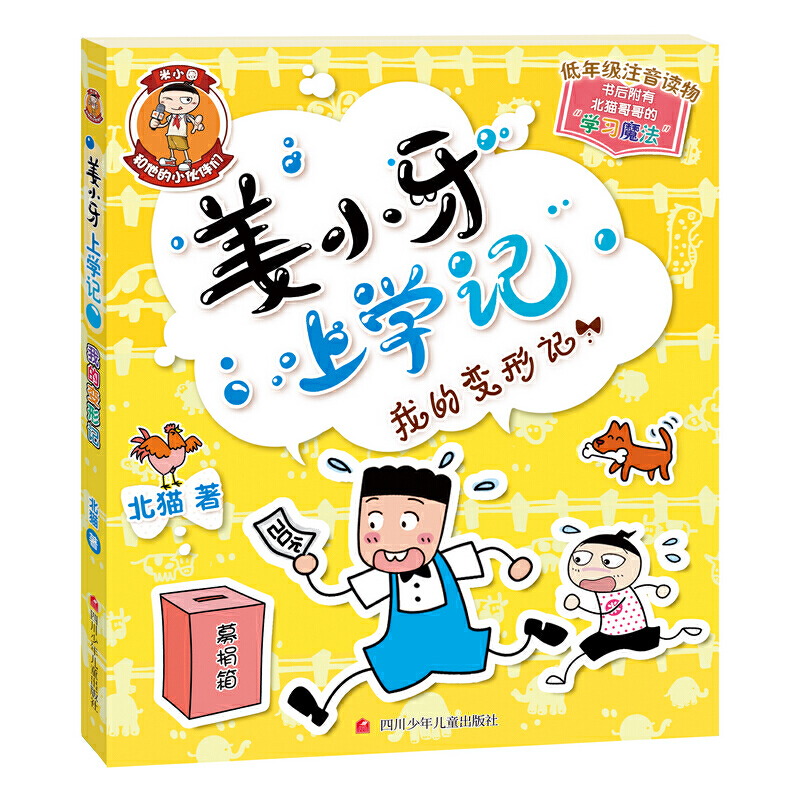 米小圈
和他的小伙伴们
低年级注音读物
书后附有
北猫哥哥的
“学习魔法”
姜小牙
上学记
我的变形记
北猫 著
20元
募捐箱
四川少年儿童出版社
姜小牙上学记
我的变形记
北猫 著
四川少年儿童出版社